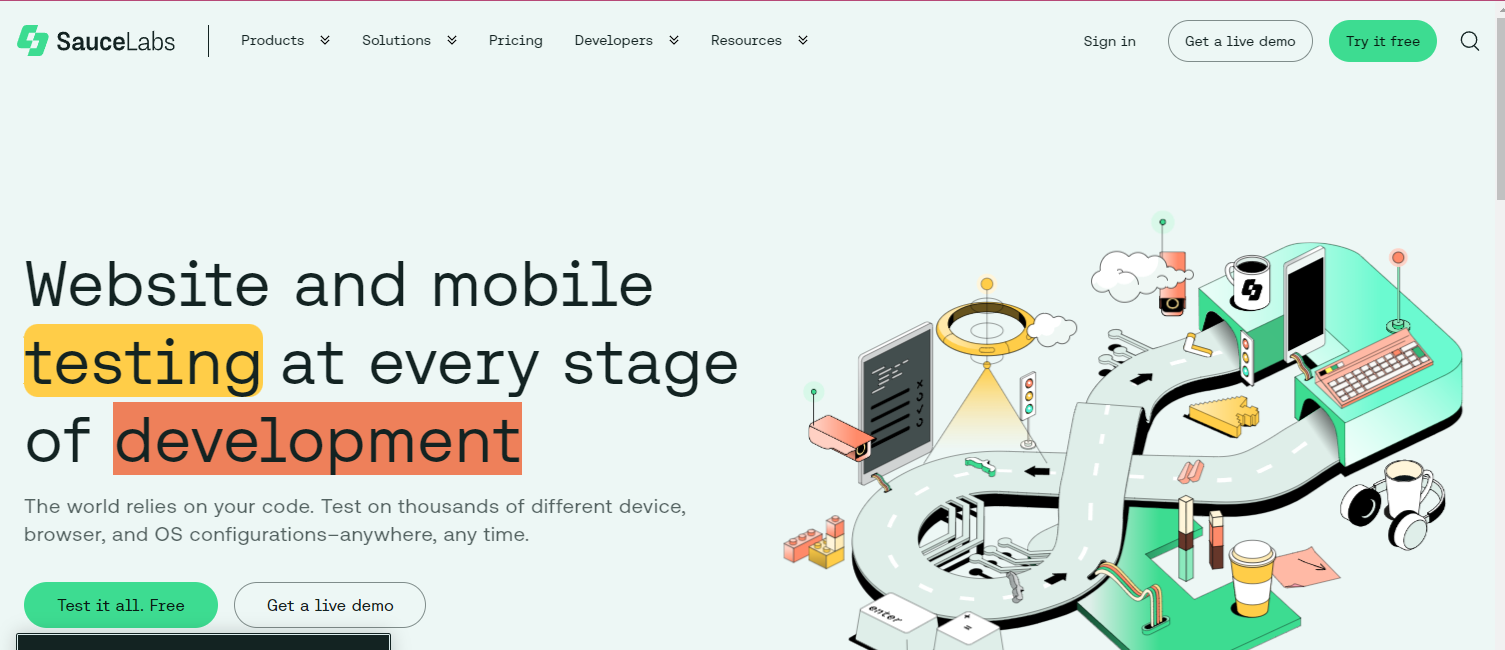 SauceLabs
Products
Solutions
Pricing
Developers
Resources
Sign in
Get a live demo
Try it free
Website and mobile
testing at every stage
of development
The world relies on your code. Test on thousands of different device,
browser, and OS configurations–anywhere, any time.
Test it all. Free
Get a live demo
enter
+
=